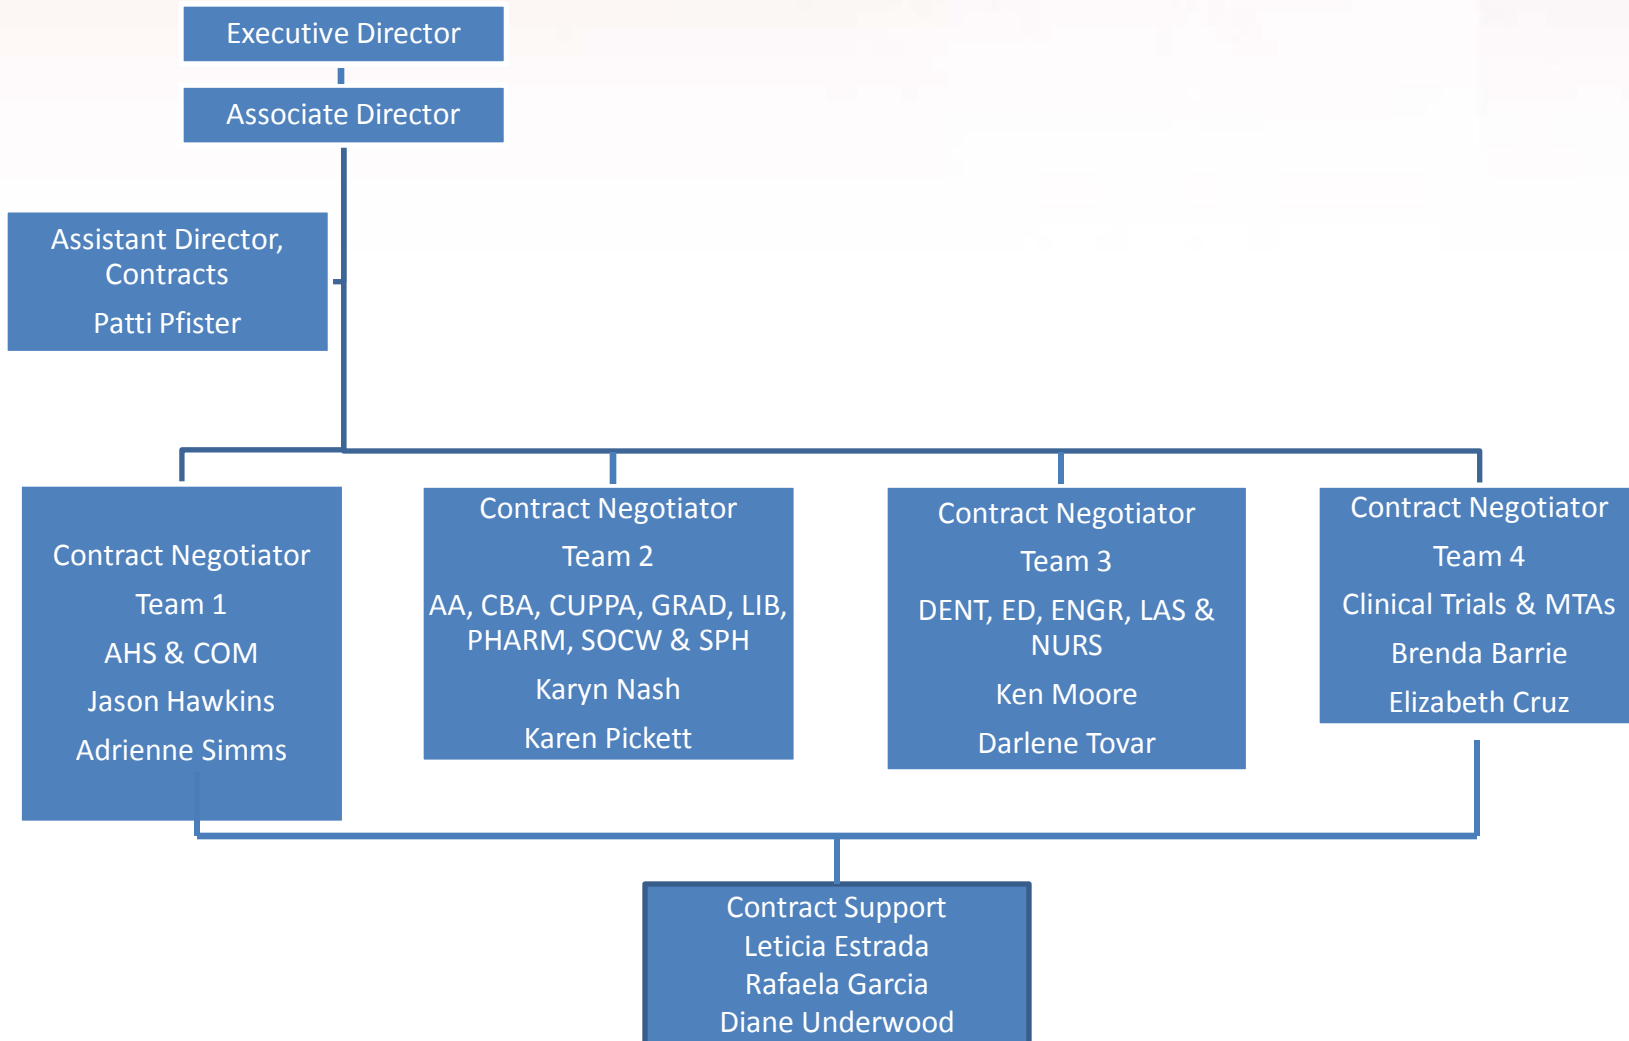 Executive Director
Associate Director
Assistant Director,
Contracts
Patti Pfister
Contract Negotiator
Team 1
AHS & COM
Jason Hawkins
Adrienne Simms
Contract Negotiator
Team 2
AA, CBA, CUPPA, GRAD, LIB,
PHARM, SOCW & SPH
Karyn Nash
Karen Pickett
Contract Negotiator
Team 3
DENT, ED, ENGR, LAS &
NURS
Ken Moore
Darlene Tovar
Contract Negotiator
Team 4
Clinical Trials & MTAs
Brenda Barrie
Elizabeth Cruz
Contract Support
Leticia Estrada
Rafaela Garcia
Diane Underwood